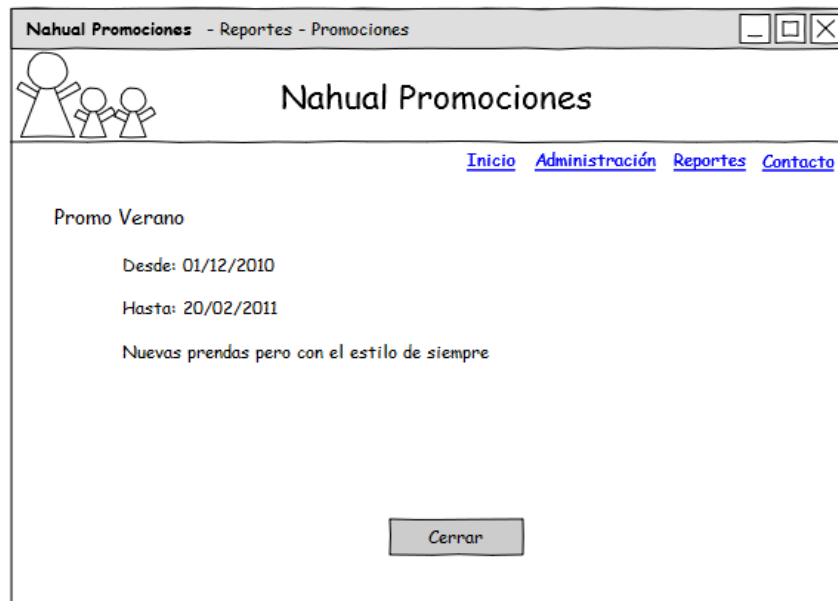 Nahual Promociones - Reportes - Promociones
Nahual Promociones
Inicio Administración Reportes Contacto
Promo Verano
Desde: 01/12/2010
Hasta: 20/02/2011
Nuevas prendas pero con el estilo de siempre
Cerrar